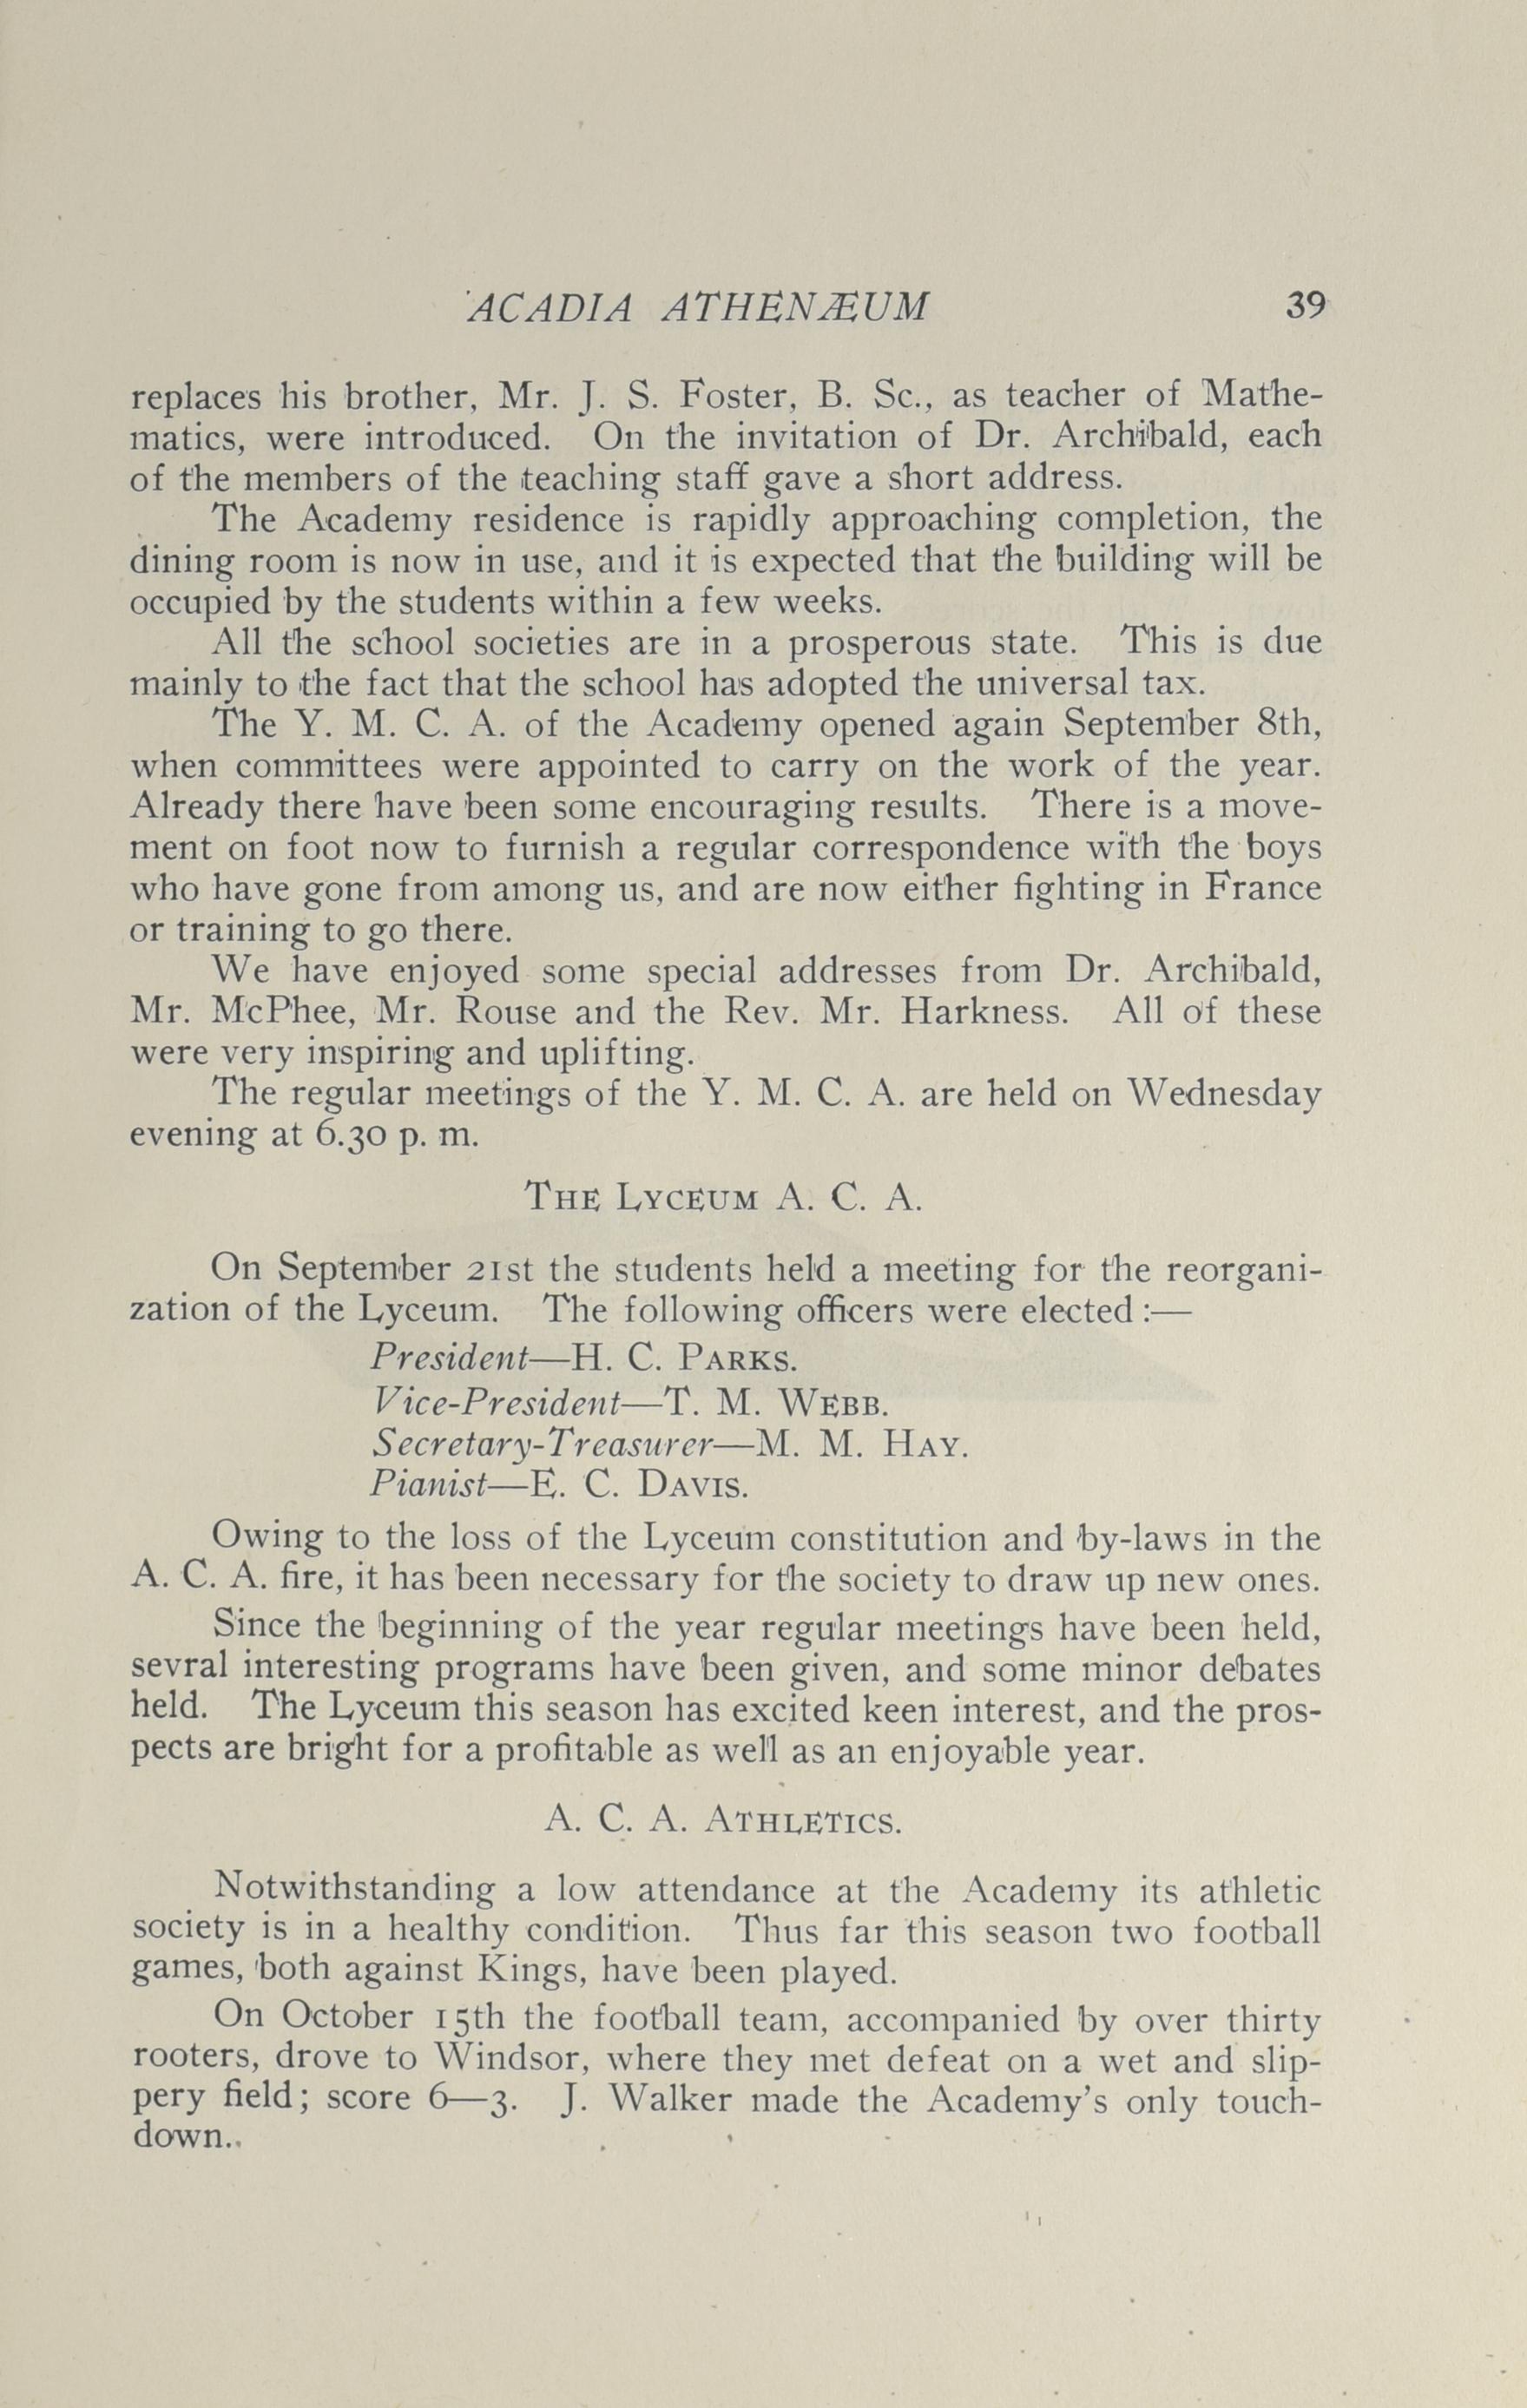 ACADIA ATHENÆUM 39
replaces his brother, Mr. J. S. Foster, B. Sc., as teacher of Mathe-
matics, were introduced. On the invitation of Dr. Archibald, each
of the members of the teaching staff gave a short address.
The Academy residence is rapidly approaching completion, the
dining room is now in use, and it is expected that the building will be
occupied by the students within a few weeks.
All the school societies are in a prosperous state. This is due
mainly to the fact that the school has adopted the universal tax.
The Y. M. C. A. of the Academy opened again September 8th,
when committees were appointed to carry on the work of the year.
Already there have been some encouraging results. There is a move-
ment on foot now to furnish a regular correspondence with the boys
who have gone from among us, and are now either fighting in France
or training to go there.
We have enjoyed some special addresses from Dr. Archibald,
Mr. McPhee, Mr. Rouse and the Rev. Mr. Harkness. All of these
were very inspiring and uplifting.
The regular meetings of the Y. M. C. A. are held on Wednesday
evening at 6.30 p. m.
THE LYCEUM A. C. A.
On September 21st the students held a meeting for the reorgani-
zation of the Lyceum. The following officers were elected:—
President—H. C. PARKS.
Vice-President—T. M. WEBB.
Secretary-Treasurer—M. M. HAY.
Pianist—E. C. DAVIS.
Owing to the loss of the Lyceum constitution and by-laws in the
A. C. A. fire, it has been necessary for the society to draw up new ones.
Since the beginning of the year regular meetings have been held,
sevral interesting programs have been given, and some minor debates
held. The Lyceum this season has excited keen interest, and the pros-
pects are bright for a profitable as well as an enjoyable year.
A. C. A. ATHLETICS.
Notwithstanding a low attendance at the Academy its athletic
society is in a healthy condition. Thus far this season two football
games, both against Kings, have been played.
On October 15th the football team, accompanied by over thirty
rooters, drove to Windsor, where they met defeat on a wet and slip-
pery field; score 6—3. J. Walker made the Academy's only touch-
down..